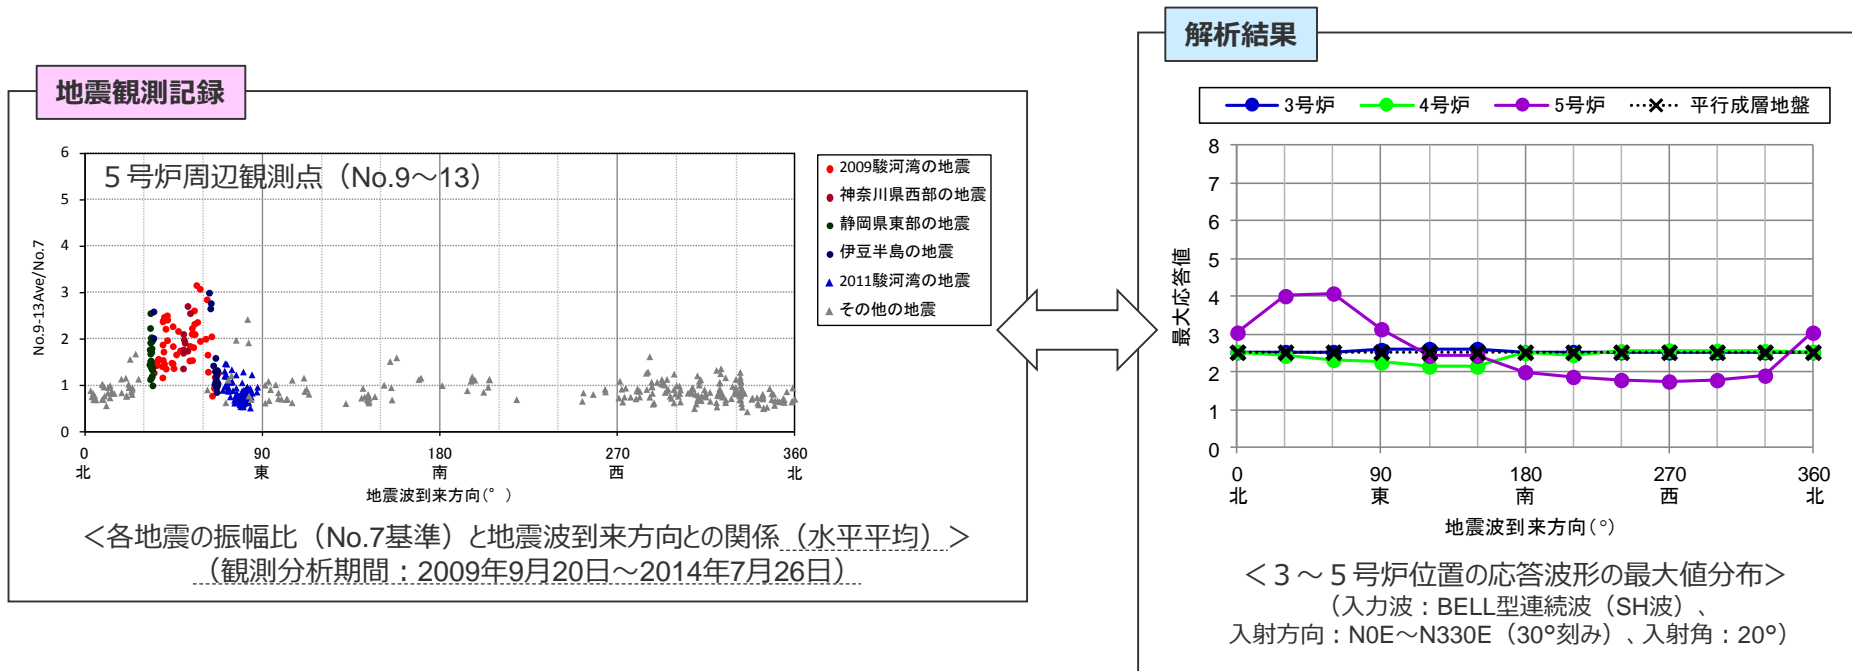 地震観測記録
5号炉周辺観測点（No.9～13）
No.9-13Ave/No.7
6
5
4
3
2
1
0
0
90
180
270
360
北
東
南
西
北
地震波到来方向(°)
2009駿河湾の地震
神奈川県西部の地震
静岡県東部の地震
伊豆半島の地震
2011駿河湾の地震
その他の地震
＜各地震の振幅比（No.7基準）と地震波到来方向との関係（水平平均）＞
（観測分析期間：2009年9月20日～2014年7月26日）
解析結果
3号炉
4号炉
5号炉
平行成層地盤
最大応答値
8
7
6
5
4
3
2
1
0
0
90
180
270
360
北
東
南
西
北
地震波到来方向(°)
＜3～5号炉位置の応答波形の最大値分布＞
（入力波：BELL型連続波（SH波）、
入射方向：N0E～N330E（30°刻み）、入射角：20°）